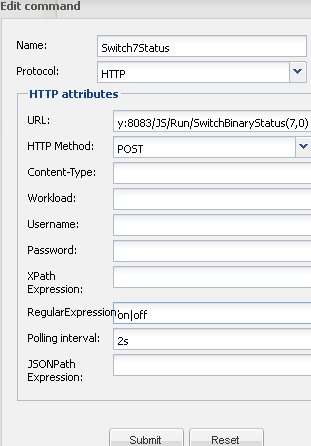 Edit command
Name: Switch7Status
Protocol: HTTP
HTTP attributes
URL: y:8083/JS/Run/SwitchBinaryStatus(7,0)
HTTP Method: POST
Content-Type:
Workload:
Username:
Password:
XPath
Expression:
RegularExpression: on|off
Polling interval: 2s
JSONPath
Expression:
Submit Reset